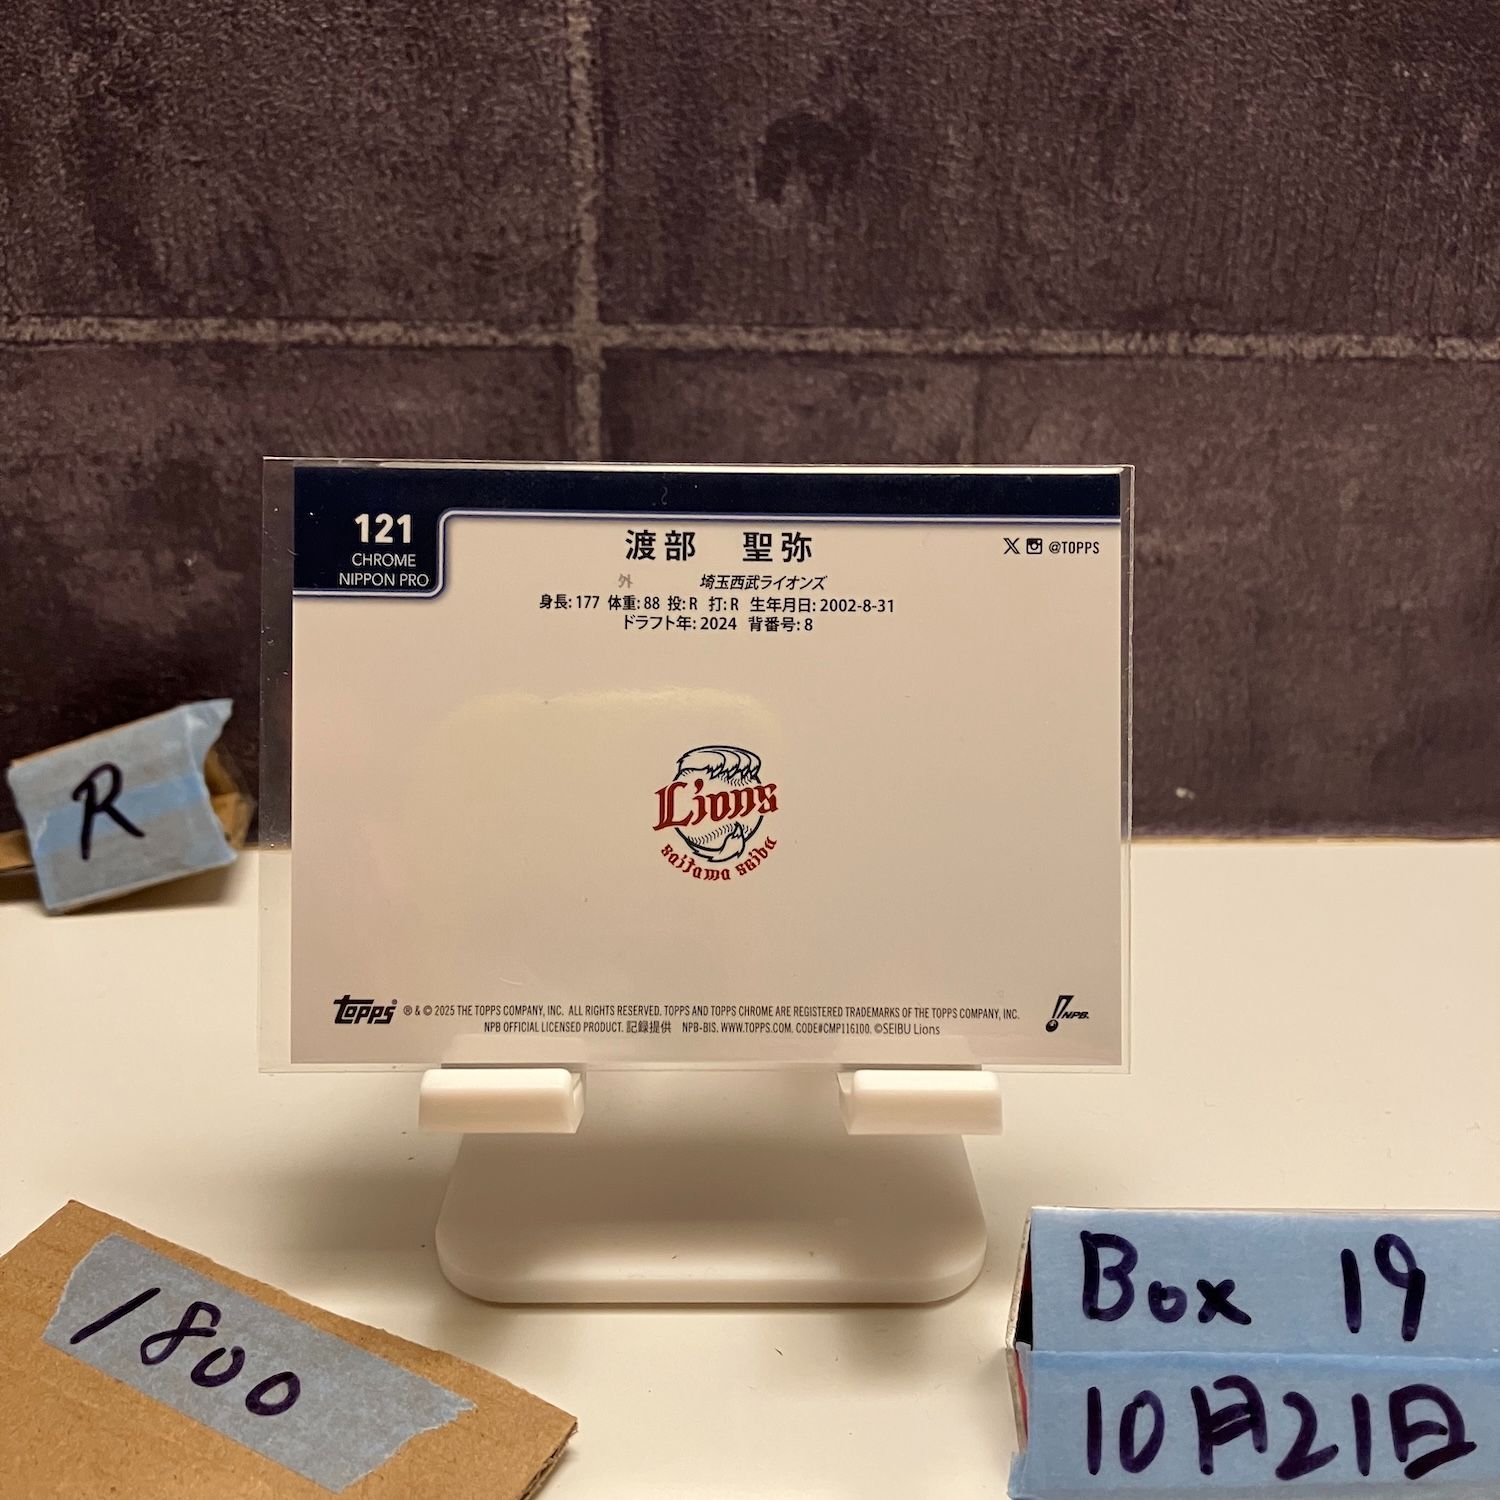 121
CHROME
NIPPON PRO
渡部 聖弥
外 埼玉西武ライオンズ
身長: 177 体重: 88 投: R 打: R 生年月日: 2002-8-31
ドラフト年: 2024 背番号: 8
@TOPPS
Lions
saitama seibu
topps ® & © 2025 THE TOPPS COMPANY, INC. ALL RIGHTS RESERVED. TOPPS AND TOPPS CHROME ARE REGISTERED TRADEMARKS OF THE TOPPS COMPANY, INC.
NPB OFFICIAL LICENSED PRODUCT. 記録提供 NPB-BIS. WWW.TOPPS.COM. CODE#CMP116100. ©SEIBU Lions
NPB.
R
1800
Box 19
10月21日